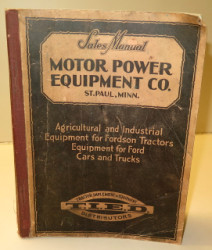 Sales Manual
MOTOR POWER
EQUIPMENT CO.
ST. PAUL, MINN.
Agricultural and Industrial
Equipment for Fordson Tractors
Equipment for Ford
Cars and Trucks
DISTRIBUTORS